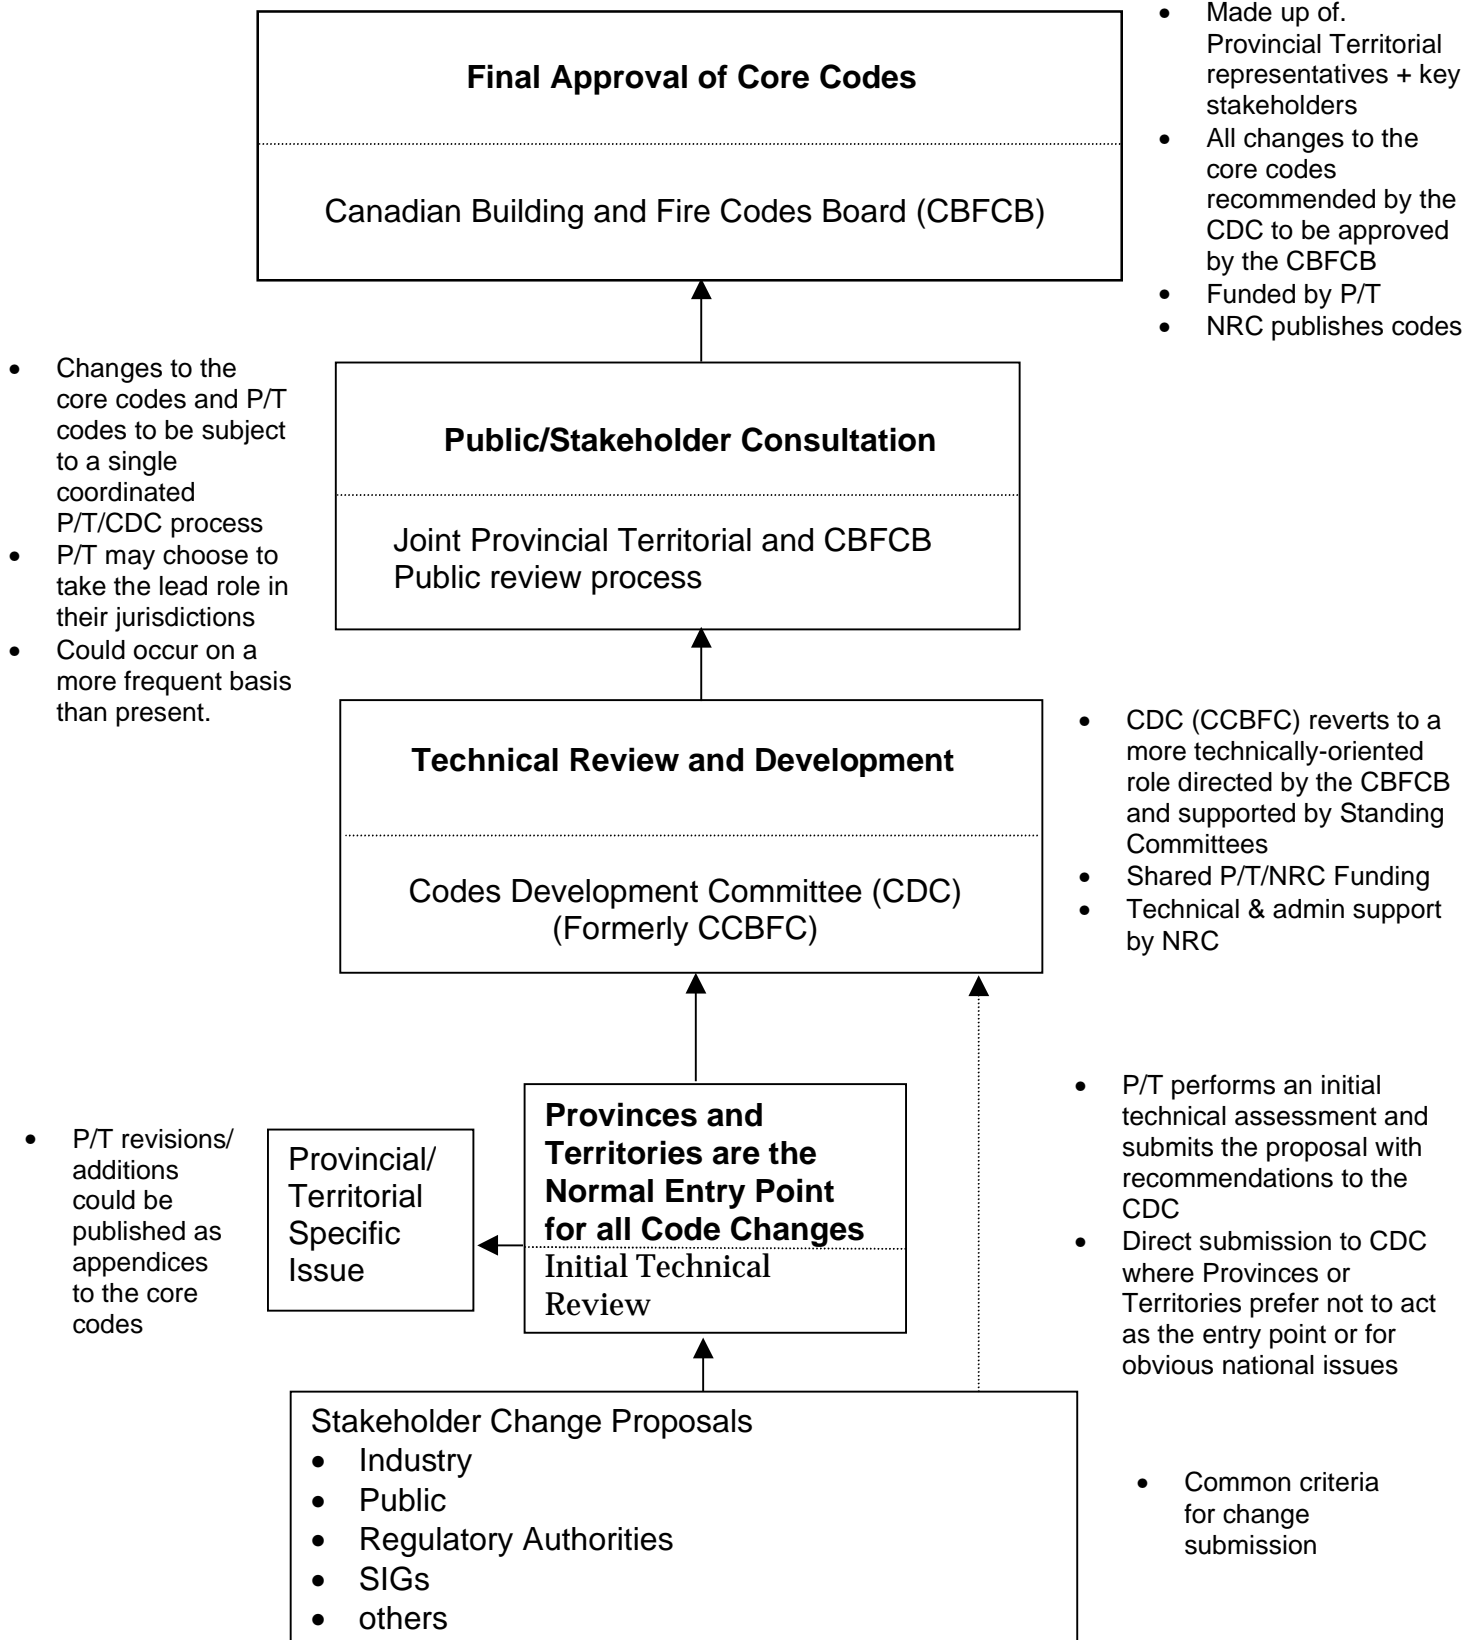 Final Approval of Core Codes
Canadian Building and Fire Codes Board (CBFCB)
• Made up of.
Provincial Territorial
representatives + key
stakeholders
• All changes to the
core codes
recommended by the
CDC to be approved
by the CBFCB
• Funded by P/T
• NRC publishes codes
• Changes to the
core codes and P/T
codes to be subject
to a single
coordinated
P/T/CDC process
• P/T may choose to
take the lead role in
their jurisdictions
• Could occur on a
more frequent basis
than present.
Public/Stakeholder Consultation
Joint Provincial Territorial and CBFCB
Public review process
Technical Review and Development
Codes Development Committee (CDC)
(Formerly CCBFC)
• CDC (CCBFC) reverts to a
more technically-oriented
role directed by the CBFCB
and supported by Standing
Committees
• Shared P/T/NRC Funding
• Technical & admin support
by NRC
• P/T revisions/
additions
could be
published as
appendices
to the core
codes
Provincial/
Territorial
Specific
Issue
Provinces and
Territories are the
Normal Entry Point
for all Code Changes
Initial Technical
Review
• P/T performs an initial
technical assessment and
submits the proposal with
recommendations to the
CDC
• Direct submission to CDC
where Provinces or
Territories prefer not to act
as the entry point or for
obvious national issues
Stakeholder Change Proposals
• Industry
• Public
• Regulatory Authorities
• SIGs
• others
• Common criteria
for change
submission